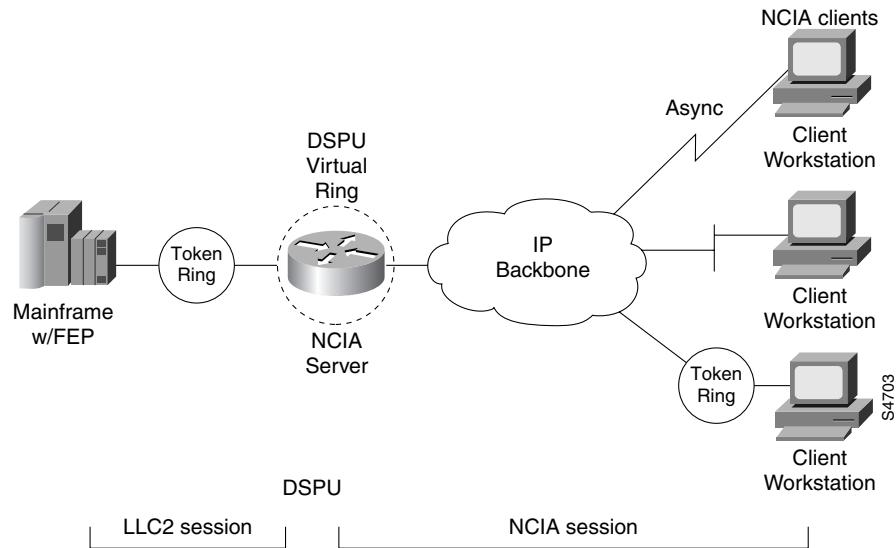 NCIA clients
Async
Client
Workstation
DSPU
Virtual
Ring
Token
Ring
IP
Backbone
Mainframe
w/FEP
NCIA
Server
Client
Workstation
Token
Ring
S4703
Client
Workstation
DSPU
LLC2 session
NCIA session